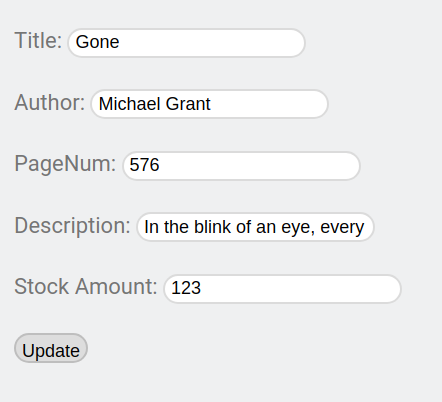 Title: Gone
Author: Michael Grant
PageNum: 576
Description: In the blink of an eye, every
Stock Amount: 123
Update